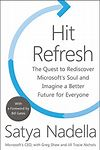 Hit
Refresh
The Quest to Rediscover
Microsoft's Soul and
Imagine a Better
Future for Everyone
With a
Foreword by
Bill Gates
Satya
Nadella
Microsoft's CEO, with Greg Shaw and Jill Tracie Nichols